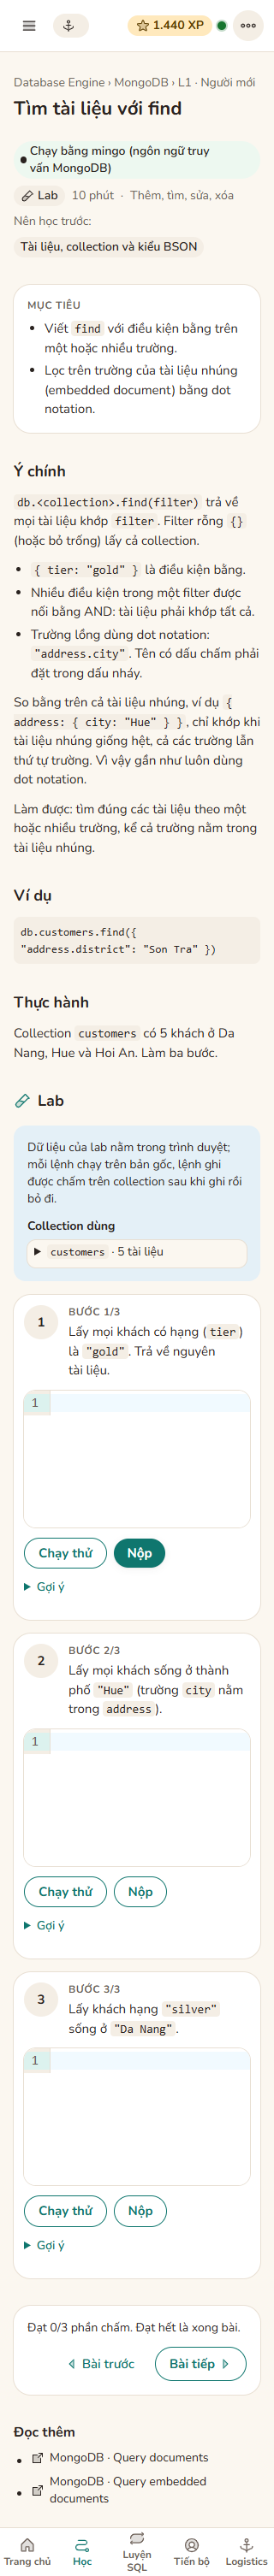 1.440 XP
Database Engine › MongoDB › L1 · Người mới
Tìm tài liệu với find
Chạy bằng mingo (ngôn ngữ truy
vấn MongoDB)
Lab 10 phút · Thêm, tìm, sửa, xóa
Nên học trước:
Tài liệu, collection và kiểu BSON
MỤC TIÊU
• Viết find với điều kiện bằng trên
một hoặc nhiều trường.
• Lọc trên trường của tài liệu nhúng
(embedded document) bằng dot
notation.
Ý chính
db.<collection>.find(filter) trả về
mọi tài liệu khớp filter. Filter rỗng {}
(hoặc bỏ trống) lấy cả collection.
• { tier: "gold" } là điều kiện bằng.
• Nhiều điều kiện trong một filter được
nối bằng AND: tài liệu phải khớp tất cả.
• Trường lồng dùng dot notation:
"address.city". Tên có dấu chấm phải
đặt trong dấu nháy.
So bằng trên cả tài liệu nhúng, ví dụ {
address: { city: "Hue" } }, chỉ khớp khi
tài liệu nhúng giống hệt, cả các trường lẫn
thứ tự trường. Vì vậy gần như luôn dùng
dot notation.
Làm được: tìm đúng các tài liệu theo một
hoặc nhiều trường, kể cả trường nằm trong
tài liệu nhúng.
Ví dụ
db.customers.find({
"address.district": "Son Tra" })
Thực hành
Collection customers có 5 khách ở Da
Nang, Hue và Hoi An. Làm ba bước.
Lab
Dữ liệu của lab nằm trong trình duyệt;
mỗi lệnh chạy trên bản gốc, lệnh ghi
được chấm trên collection sau khi ghi rồi
bỏ đi.
Collection dùng
customers · 5 tài liệu
1
BƯỚC 1/3
Lấy mọi khách có hạng (tier)
là "gold". Trả về nguyên
tài liệu.
1
Chạy thử Nộp
Gợi ý
2
BƯỚC 2/3
Lấy mọi khách sống ở thành
phố "Hue" (trường city nằm
trong address).
1
Chạy thử Nộp
Gợi ý
3
BƯỚC 3/3
Lấy khách hạng "silver"
sống ở "Da Nang".
1
Chạy thử Nộp
Gợi ý
Đạt 0/3 phần chấm. Đạt hết là xong bài.
Bài trước Bài tiếp
Đọc thêm
• MongoDB · Query documents
• MongoDB · Query embedded
documents
Trang chủ Học Luyện SQL Tiến bộ Logistics